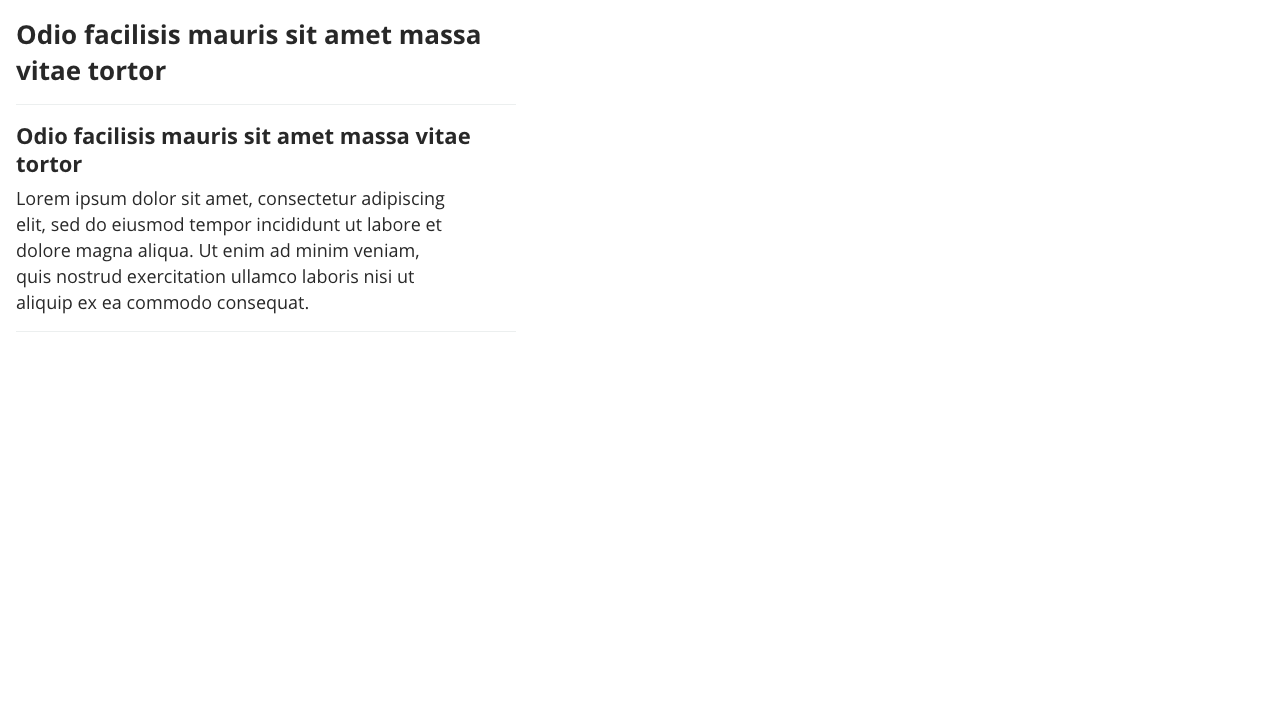 Odio facilisis mauris sit amet massa
vitae tortor
Odio facilisis mauris sit amet massa vitae
tortor
Lorem ipsum dolor sit amet, consectetur adipiscing
elit, sed do eiusmod tempor incididunt ut labore et
dolore magna aliqua. Ut enim ad minim veniam,
quis nostrud exercitation ullamco laboris nisi ut
aliquip ex ea commodo consequat.